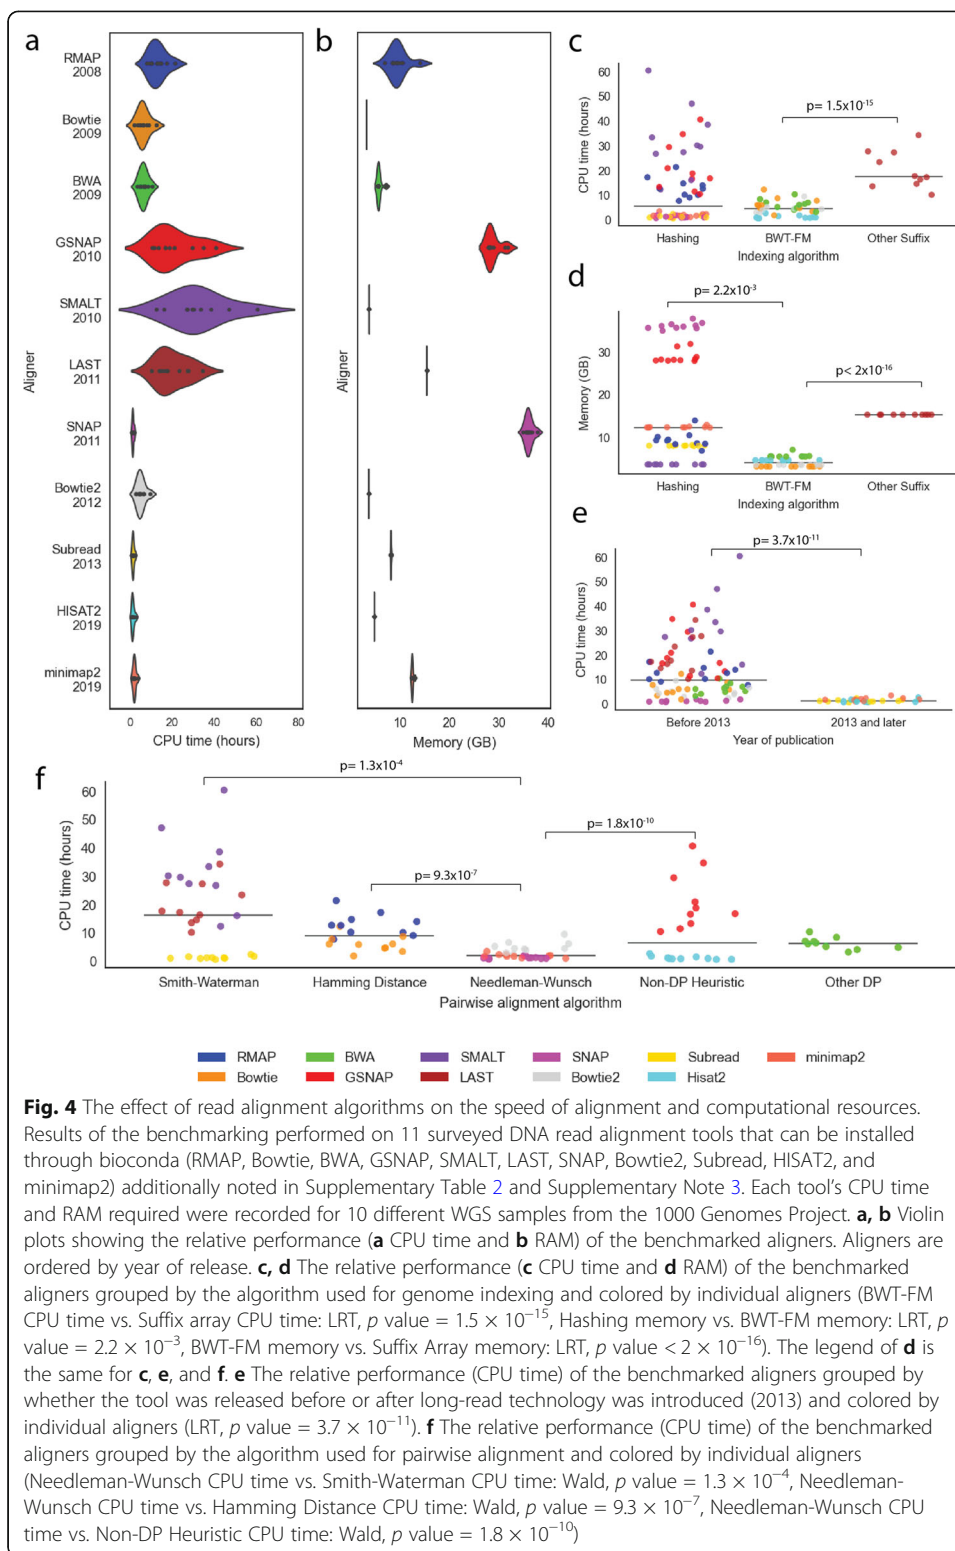 a
b
c
d
e
f
RMAP
2008
Bowtie
2009
BWA
2009
GSNAP
2010
SMALT
2010
LAST
2011
SNAP
2011
Bowtie2
2012
Subread
2013
HISAT2
2019
minimap2
2019
Aligner
0 20 40 60 80
CPU time (hours)
Aligner
10 20 30 40
Memory (GB)
60
50
40
30
20
10
0
CPU time (hours)
p= 1.5x10-15
Hashing BWT-FM Other Suffix
Indexing algorithm
p= 2.2x10-3
p< 2x10-16
30
20
10
Memory (GB)
Hashing BWT-FM Other Suffix
Indexing algorithm
p= 3.7x10-11
60
50
40
30
20
10
0
CPU time (hours)
Before 2013 2013 and later
Year of publication
p= 1.3x10-4
p= 1.8x10-10
p= 9.3x10-7
60
50
40
30
20
10
0
CPU time (hours)
Smith-Waterman Hamming Distance Needleman-Wunsch Non-DP Heuristic Other DP
Pairwise alignment algorithm
RMAP BWA SMALT SNAP Subread minimap2
Bowtie GSNAP LAST Bowtie2 Hisat2
Fig. 4 The effect of read alignment algorithms on the speed of alignment and computational resources.
Results of the benchmarking performed on 11 surveyed DNA read alignment tools that can be installed
through bioconda (RMAP, Bowtie, BWA, GSNAP, SMALT, LAST, SNAP, Bowtie2, Subread, HISAT2, and
minimap2) additionally noted in Supplementary Table 2 and Supplementary Note 3. Each tool's CPU time
and RAM required were recorded for 10 different WGS samples from the 1000 Genomes Project. a, b Violin
plots showing the relative performance (a CPU time and b RAM) of the benchmarked aligners. Aligners are
ordered by year of release. c, d The relative performance (c CPU time and d RAM) of the benchmarked
aligners grouped by the algorithm used for genome indexing and colored by individual aligners (BWT-FM
CPU time vs. Suffix array CPU time: LRT, p value = 1.5 × 10−15, Hashing memory vs. BWT-FM memory: LRT, p
value = 2.2 × 10−3, BWT-FM memory vs. Suffix Array memory: LRT, p value < 2 × 10−16). The legend of d is
the same for c, e, and f. e The relative performance (CPU time) of the benchmarked aligners grouped by
whether the tool was released before or after long-read technology was introduced (2013) and colored by
individual aligners (LRT, p value = 3.7 × 10−11). f The relative performance (CPU time) of the benchmarked
aligners grouped by the algorithm used for pairwise alignment and colored by individual aligners
(Needleman-Wunsch CPU time vs. Smith-Waterman CPU time: Wald, p value = 1.3 × 10−4, Needleman-
Wunsch CPU time vs. Hamming Distance CPU time: Wald, p value = 9.3 × 10−7, Needleman-Wunsch CPU
time vs. Non-DP Heuristic CPU time: Wald, p value = 1.8 × 10−10)